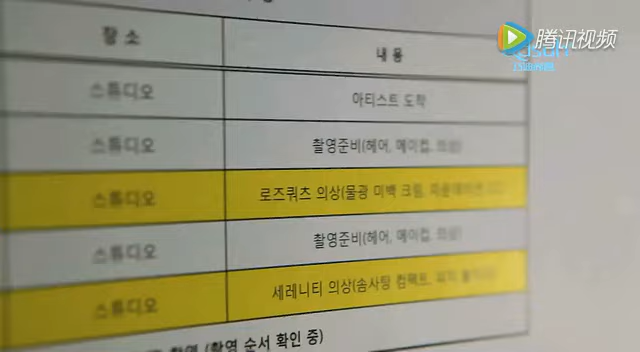 腾讯视频
장 소 내 용
스튜디오 아티스트 도착
스튜디오 촬영준비(헤어, 메이컵, 의상)
스튜디오 로즈쿼츠 의상(물광 미백 크림,
스튜디오 촬영준비(헤어, 메이컵, 의상)
스튜디오 세레니티 의상(솜사탕 컴팩트,
촬영 (촬영 순서 확인 중)